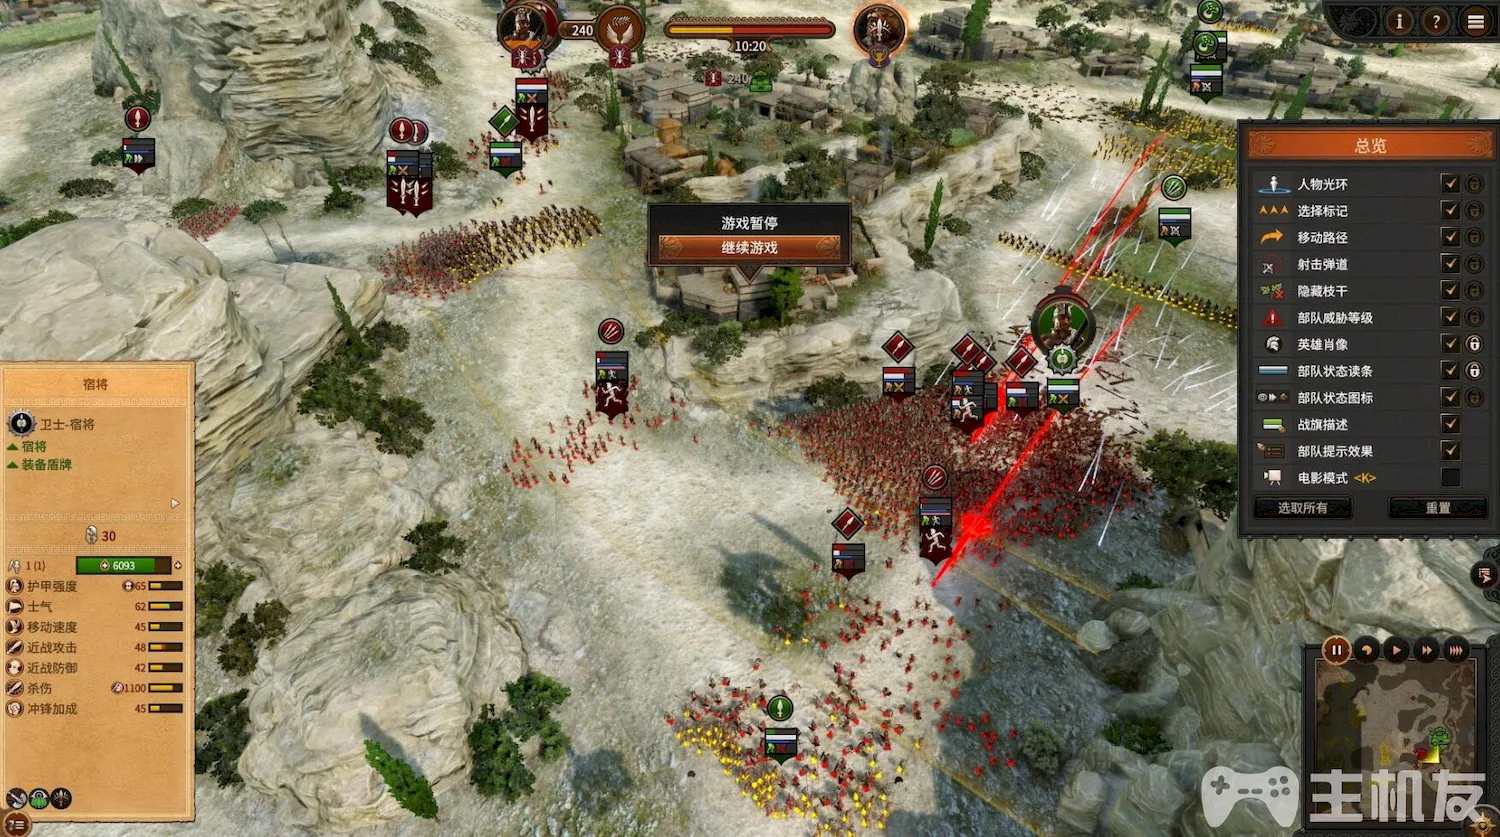 240
10:20
240
i
?
总览
人物光环
选择标记
移动路径
射击弹道
隐藏枝干
部队威胁等级
英雄肖像
部队状态读条
部队状态图标
战旗描述
部队提示效果
电影模式 <K>
选取所有
重置
游戏暂停
继续游戏
宿将
卫士-宿将
宿将
装备盾牌
30
1 (1)
6093
护甲强度 65
士气 62
移动速度 45
近战攻击 48
近战防御 42
杀伤 1100
冲锋加成 45
主机友